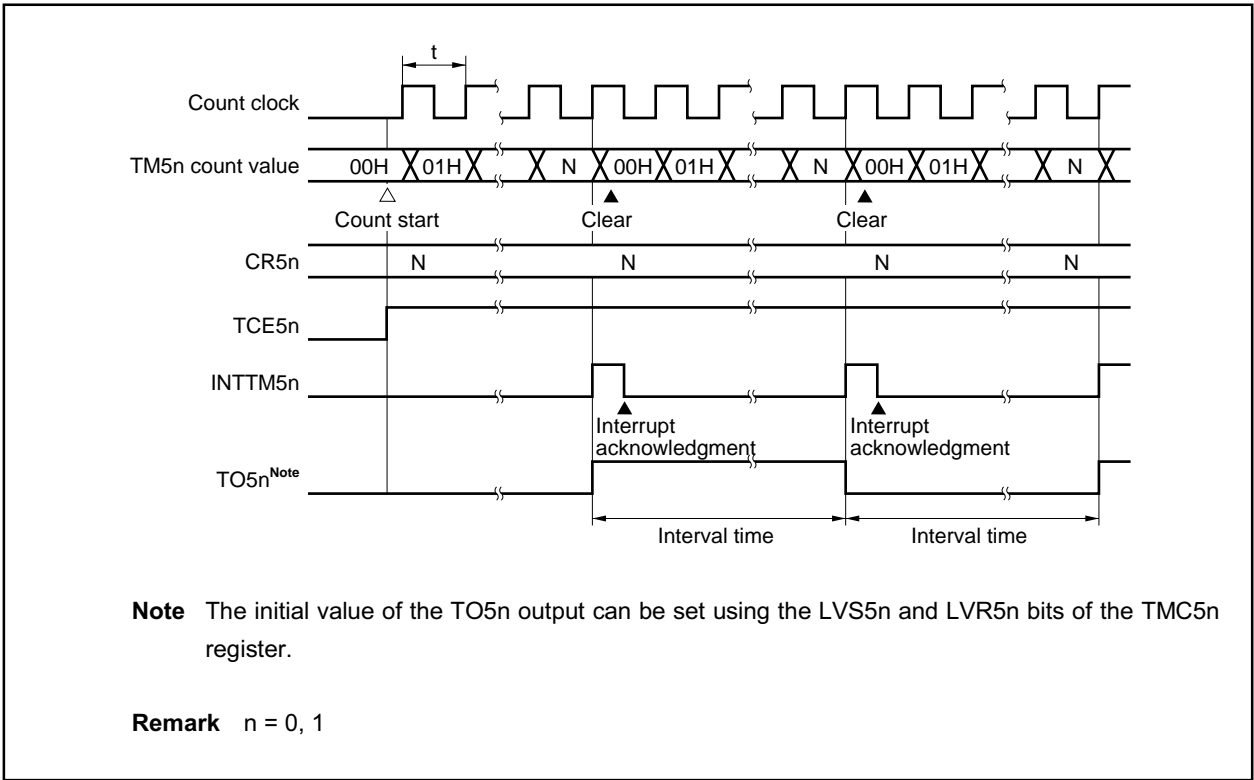 t
Count clock
TM5n count value 00H 01H N 00H 01H N 00H 01H N
Count start Clear Clear
CR5n N N N N
TCE5n
INTTM5n
Interrupt acknowledgment Interrupt acknowledgment
TO5nNote
Interval time Interval time
Note The initial value of the TO5n output can be set using the LVS5n and LVR5n bits of the TMC5n
register.
Remark n = 0, 1